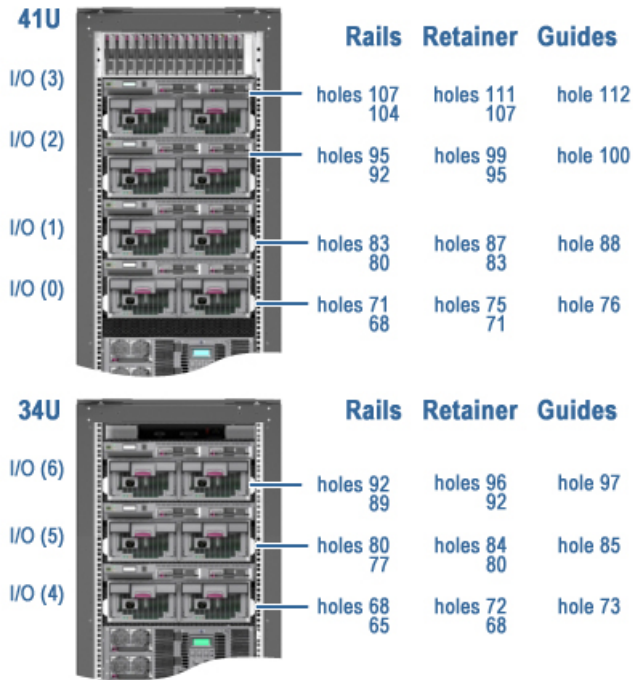 41U
Rails Retainer Guides
I/O (3)
holes 107 holes 111 hole 112
104 107
I/O (2)
holes 95 holes 99 hole 100
92 95
I/O (1)
holes 83 holes 87 hole 88
80 83
I/O (0)
holes 71 holes 75 hole 76
68 71
34U
Rails Retainer Guides
I/O (6)
holes 92 holes 96 hole 97
89 92
I/O (5)
holes 80 holes 84 hole 85
77 80
I/O (4)
holes 68 holes 72 hole 73
65 68